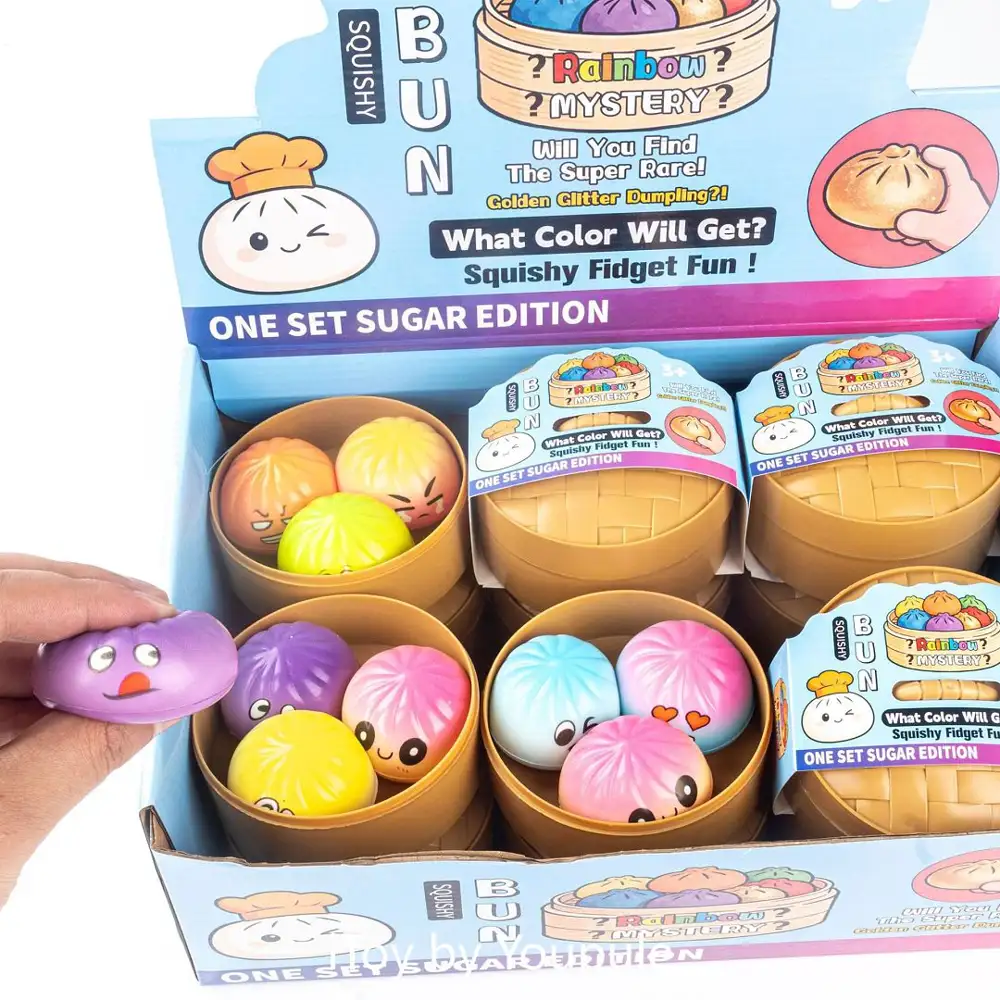 SQUISHY
BUN
? Rainbow ?
? MYSTERY ?
Will You Find
The Super Rare!
Golden Glitter Dumpling?!
What Color Will Get?
Squishy Fidget Fun !
ONE SET SUGAR EDITION
SQUISHY
BUN
Rainbow
? MYSTERY ?
3+
What Color Will Get?
Squishy Fidget Fun !
ONE SET SUGAR EDITION
SQUISHY
BUN
Rainbow
? MYSTERY ?
3+
What Color Will Get?
Squishy Fidget Fun !
ONE SET SUGAR EDITION
SQUISHY
BUN
? Rainbow ?
? MYSTERY ?
What Color Will G
Squishy Fidget Fun
ONE SET SUGAR EDITION
SQUISHY
BUN
? Rainbow ?
? MYSTERY ?
Will You
The Super R
Golden Glitter Dum
ONE SET SUGAR EDITION